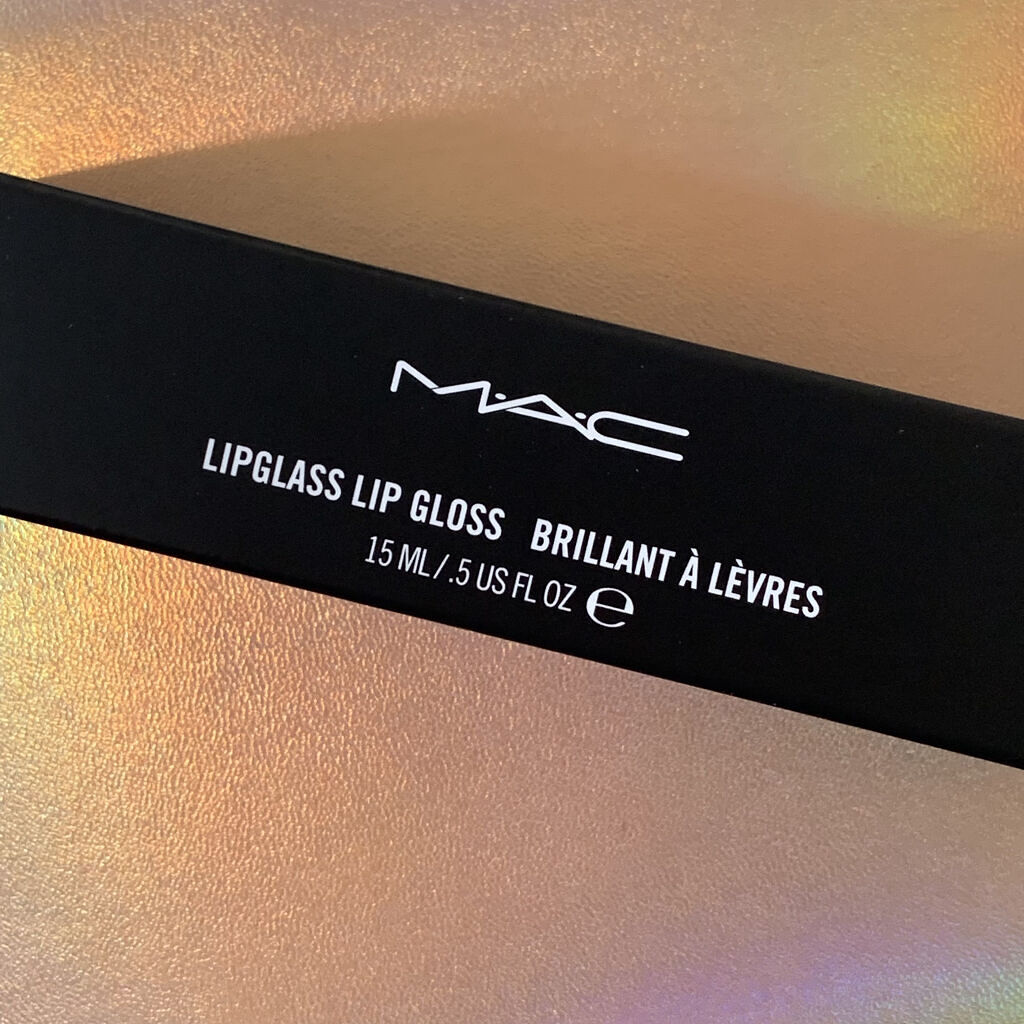 M·A·C
LIPGLASS LIP GLOSS BRILLANT À LÈVRES
15 ML / .5 US FL OZ ℮